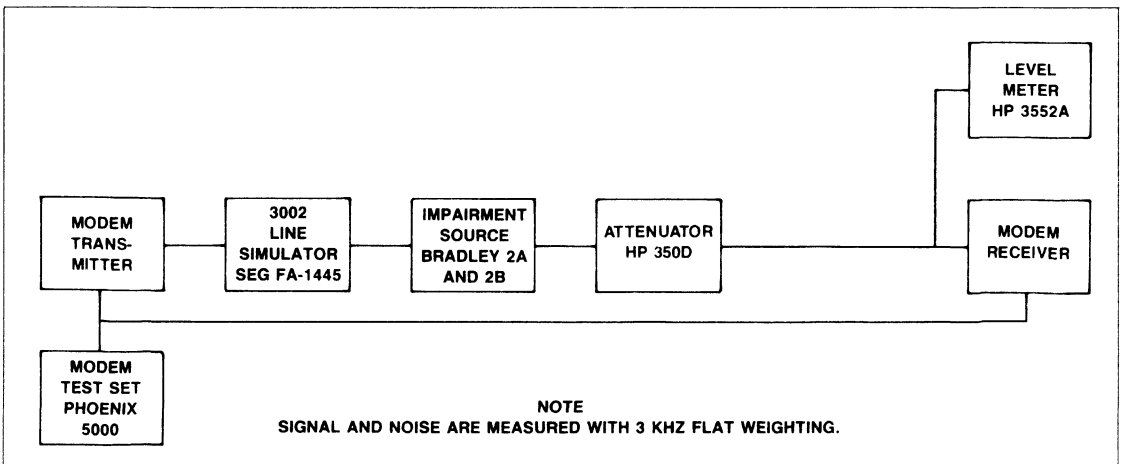 LEVEL
METER
HP 3552A
MODEM
TRANS-
MITTER
3002
LINE
SIMULATOR
SEG FA-1445
IMPAIRMENT
SOURCE
BRADLEY 2A
AND 2B
ATTENUATOR
HP 350D
MODEM
RECEIVER
MODEM
TEST SET
PHOENIX
5000
NOTE
SIGNAL AND NOISE ARE MEASURED WITH 3 KHZ FLAT WEIGHTING.